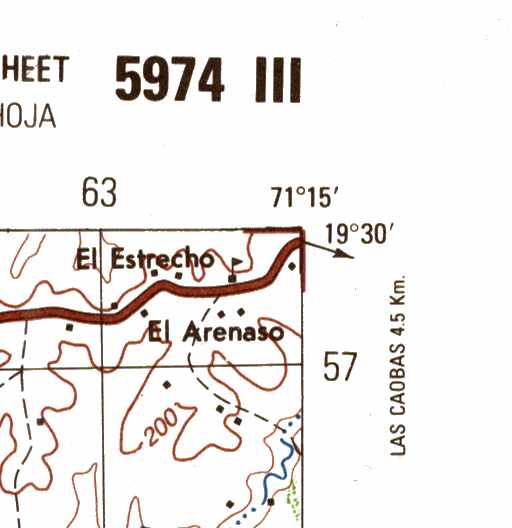 HEET 5974 III
HOJA
63
71°15′
19°30′
El Estrecho
El Arenaso
57
LAS CAOBAS 4.5 Km.
200